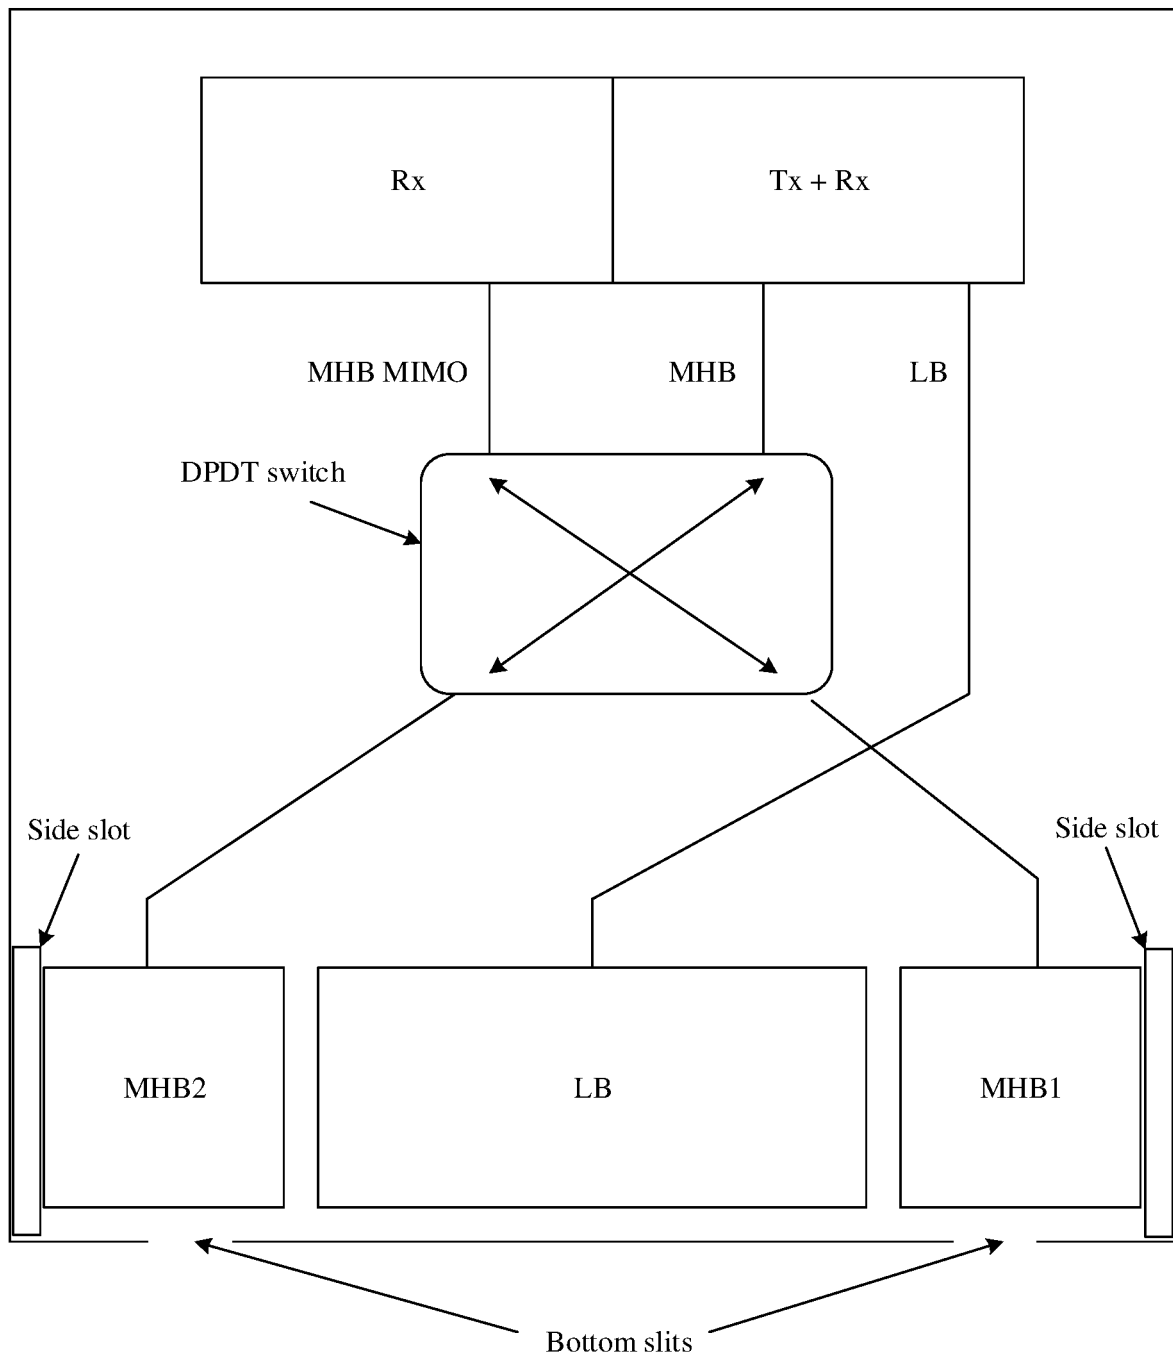 Rx
Tx + Rx
MHB MIMO
MHB
LB
DPDT switch
Side slot
Side slot
MHB2
LB
MHB1
Bottom slits